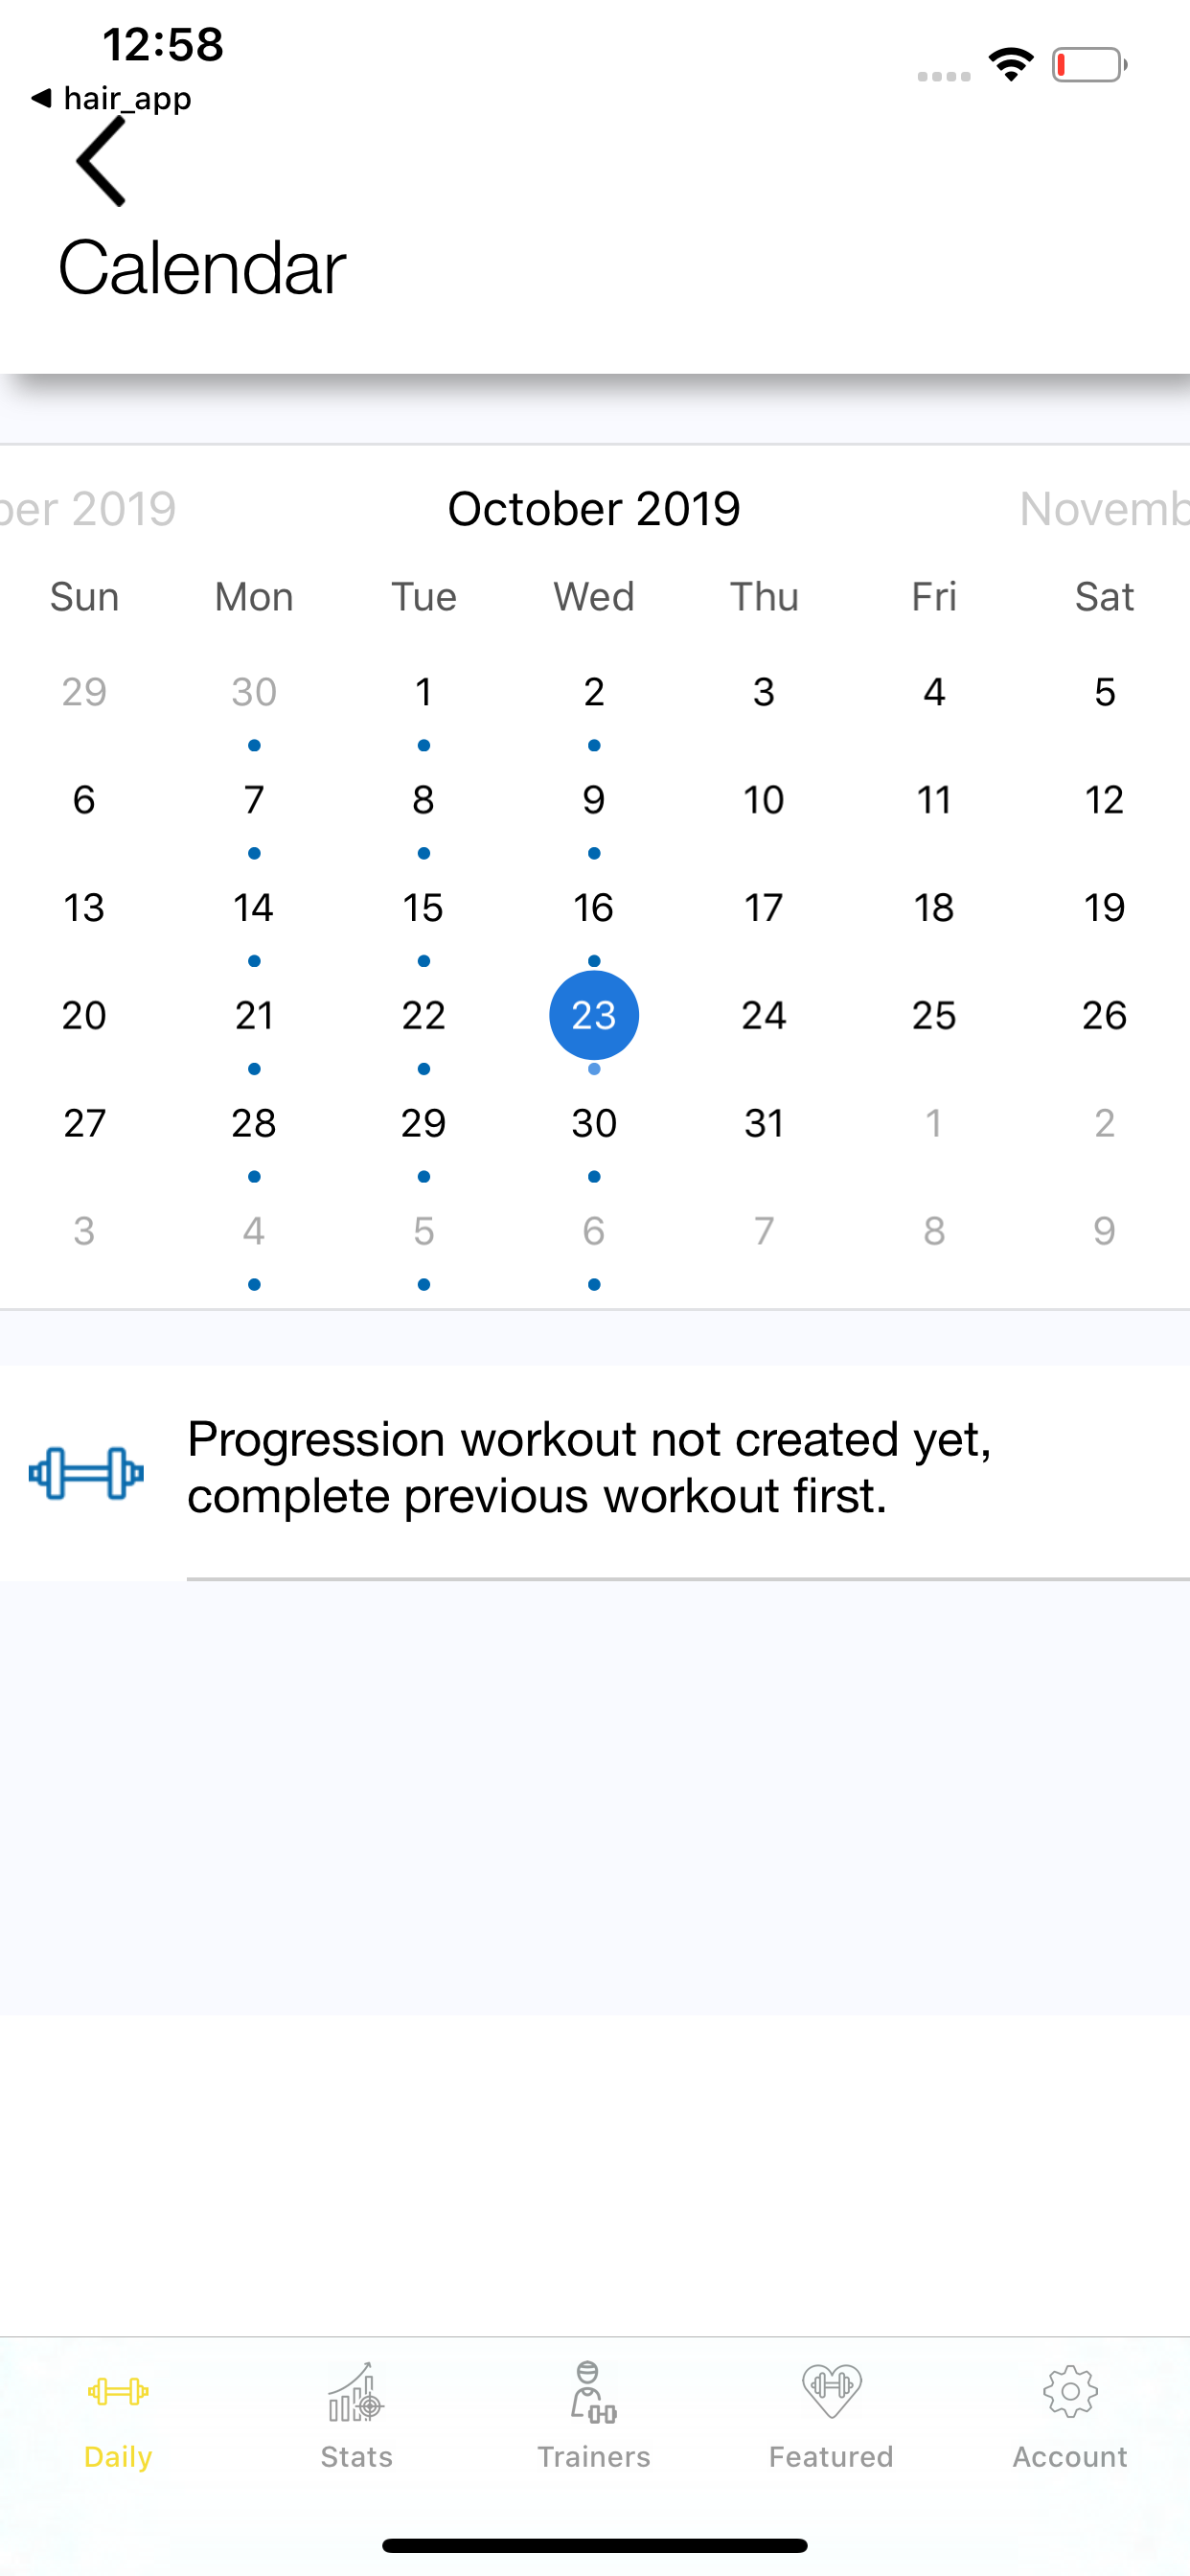 12:58
◀ hair_app
Calendar
ber 2019 October 2019 Novemb
Sun Mon Tue Wed Thu Fri Sat
29 30 1 2 3 4 5
6 7 8 9 10 11 12
13 14 15 16 17 18 19
20 21 22 23 24 25 26
27 28 29 30 31 1 2
3 4 5 6 7 8 9
Progression workout not created yet,
complete previous workout first.
Daily Stats Trainers Featured Account